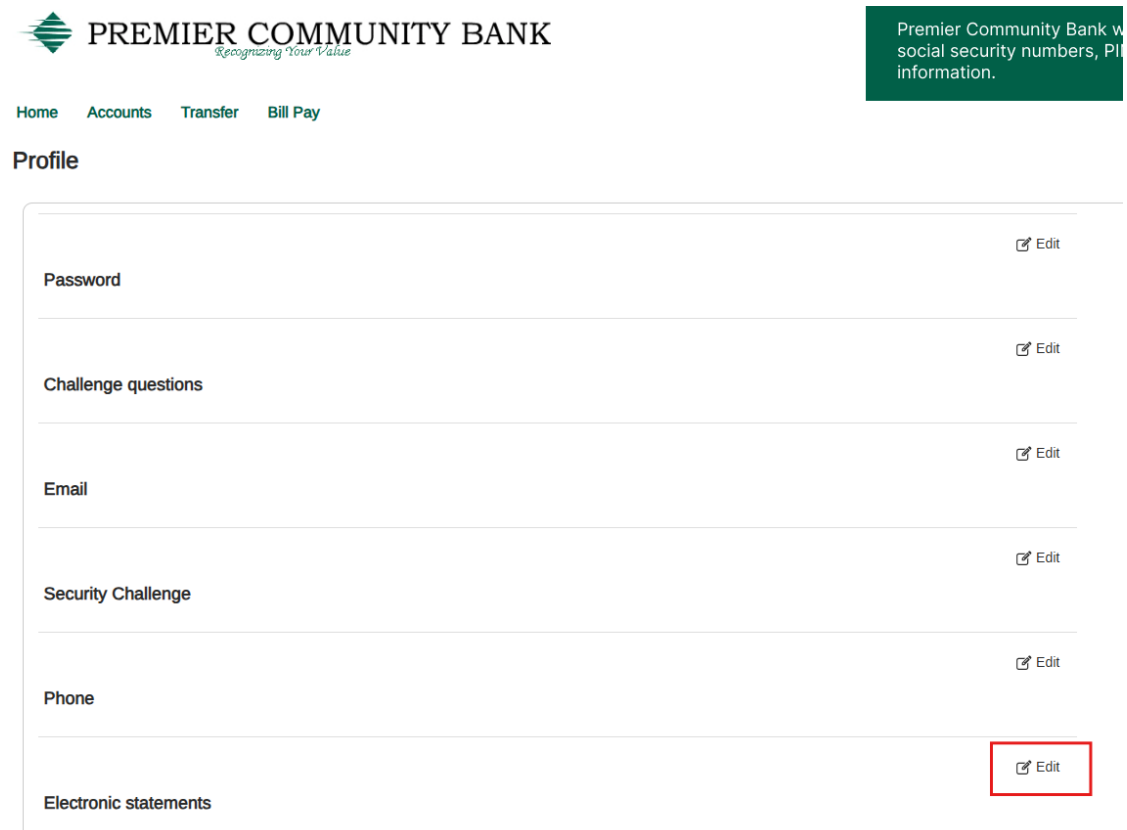 PREMIER COMMUNITY BANK
Recognizing Your Value
Premier Community Bank
social security numbers,
information.
Home Accounts Transfer Bill Pay
Profile
Edit
Password
Edit
Challenge questions
Edit
Email
Edit
Security Challenge
Edit
Phone
Edit
Electronic statements